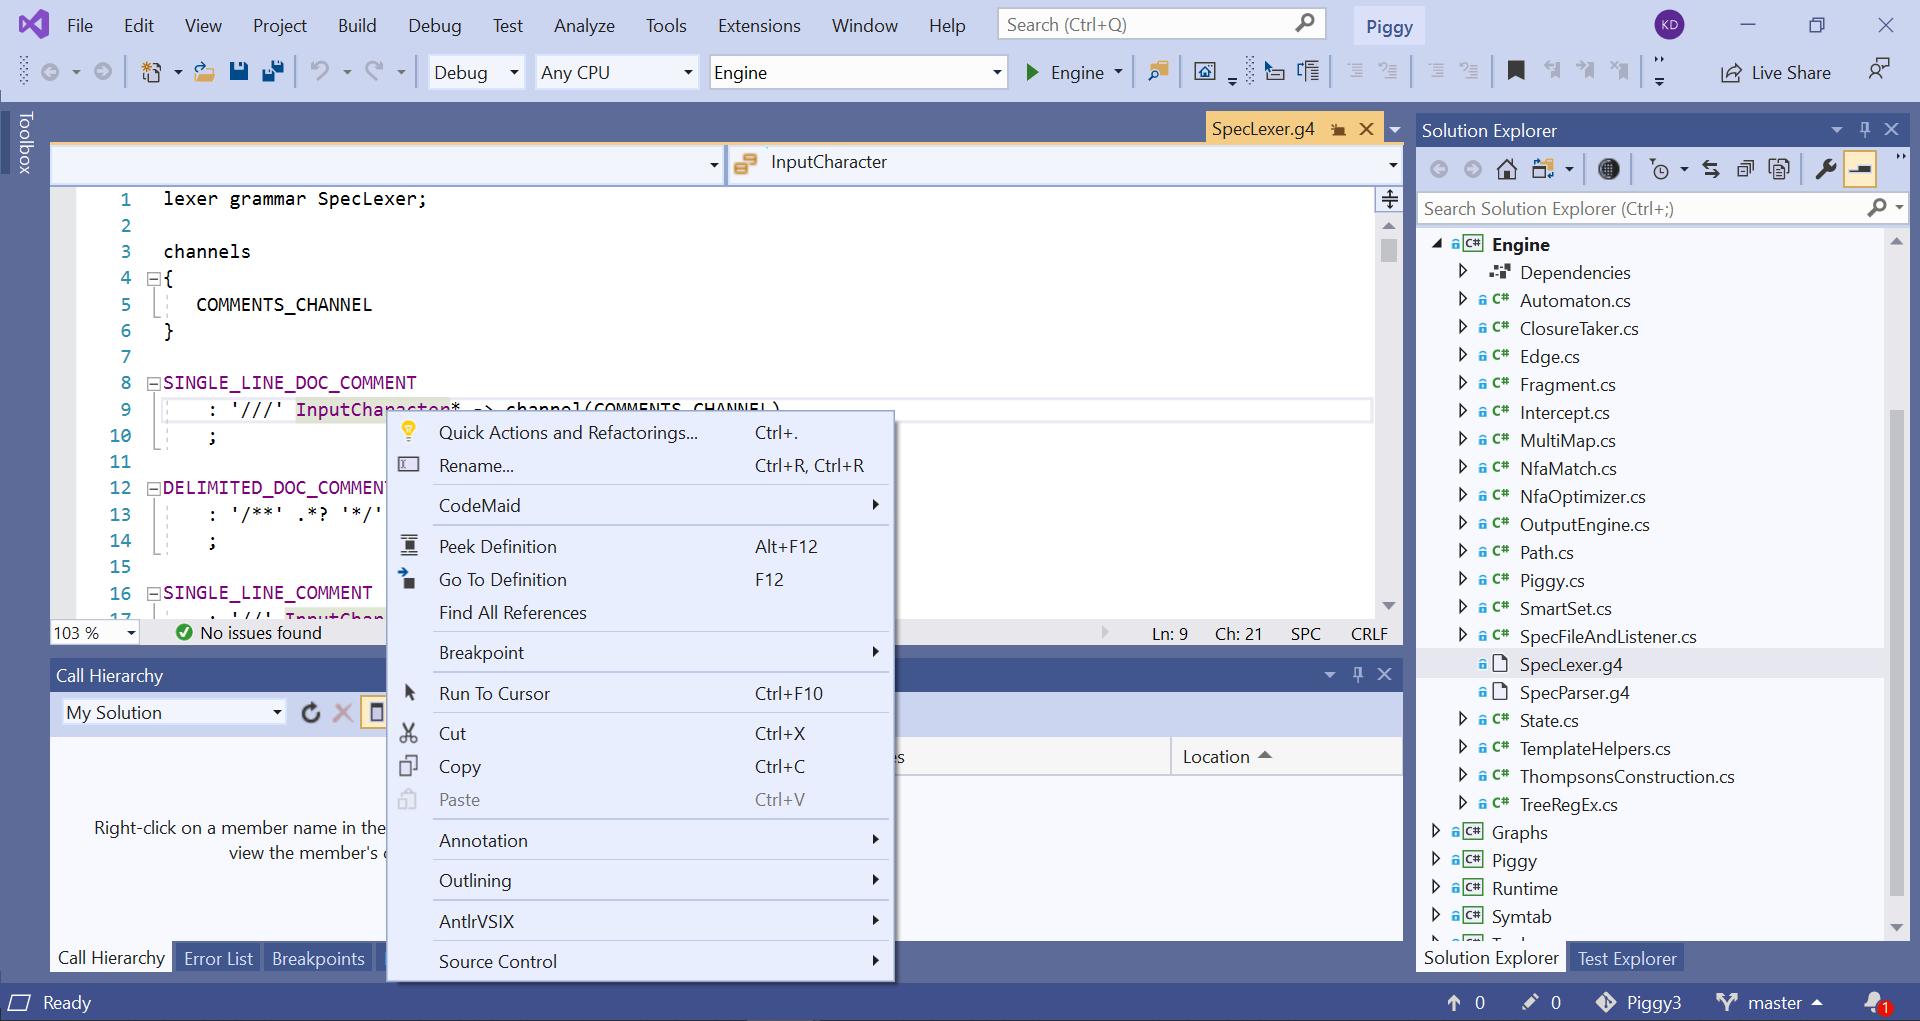 File Edit View Project Build Debug Test Analyze Tools Extensions Window Help Search (Ctrl+Q) Piggy KD
Debug Any CPU Engine Engine Live Share
Toolbox
SpecLexer.g4
InputCharacter
1 lexer grammar SpecLexer;
2
3 channels
4 {
5 COMMENTS_CHANNEL
6 }
7
8 SINGLE_LINE_DOC_COMMENT
9 : '///' InputCharacter* -> channel(COMMENTS_CHANNEL)
10 ;
11
12 DELIMITED_DOC_COMMENT
13 : '/**' .*? '*/'
14 ;
15
16 SINGLE_LINE_COMMENT
17 : '//' InputChar
103 % No issues found Ln: 9 Ch: 21 SPC CRLF
Quick Actions and Refactorings... Ctrl+.
Rename... Ctrl+R, Ctrl+R
CodeMaid
Peek Definition Alt+F12
Go To Definition F12
Find All References
Breakpoint
Run To Cursor Ctrl+F10
Cut Ctrl+X
Copy Ctrl+C
Paste Ctrl+V
Annotation
Outlining
AntlrVSIX
Source Control
Call Hierarchy
My Solution
Location
Right-click on a member name in the
view the member's
Call Hierarchy Error List Breakpoints
Solution Explorer
Search Solution Explorer (Ctrl+;)
C# Engine
Dependencies
C# Automaton.cs
C# ClosureTaker.cs
C# Edge.cs
C# Fragment.cs
C# Intercept.cs
C# MultiMap.cs
C# NfaMatch.cs
C# NfaOptimizer.cs
C# OutputEngine.cs
C# Path.cs
C# Piggy.cs
C# SmartSet.cs
C# SpecFileAndListener.cs
SpecLexer.g4
SpecParser.g4
C# State.cs
C# TemplateHelpers.cs
C# ThompsonsConstruction.cs
C# TreeRegEx.cs
C# Graphs
C# Piggy
C# Runtime
C# Symtab
Solution Explorer Test Explorer
Ready 0 0 Piggy3 master 1